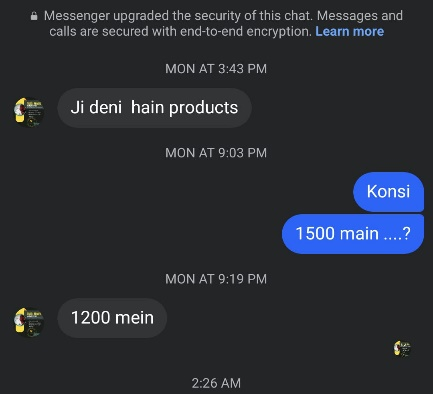 Messenger upgraded the security of this chat. Messages and
calls are secured with end-to-end encryption. Learn more
MON AT 3:43 PM
Ji deni hain products
MON AT 9:03 PM
Konsi
1500 main ....?
MON AT 9:19 PM
1200 mein
2:26 AM